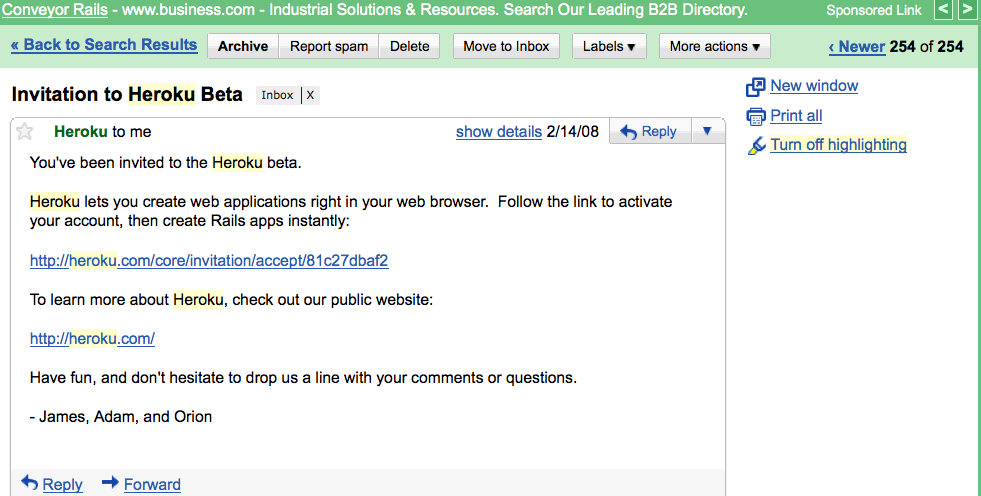 Conveyor Rails - www.business.com - Industrial Solutions & Resources. Search Our Leading B2B Directory. Sponsored Link < >
« Back to Search Results Archive Report spam Delete Move to Inbox Labels ▼ More actions ▼ ‹ Newer 254 of 254
Invitation to Heroku Beta Inbox X
New window
Print all
Turn off highlighting
Heroku to me show details 2/14/08 Reply ▼
You've been invited to the Heroku beta.
Heroku lets you create web applications right in your web browser. Follow the link to activate
your account, then create Rails apps instantly:
http://heroku.com/core/invitation/accept/81c27dbaf2
To learn more about Heroku, check out our public website:
http://heroku.com/
Have fun, and don't hesitate to drop us a line with your comments or questions.
- James, Adam, and Orion
Reply Forward